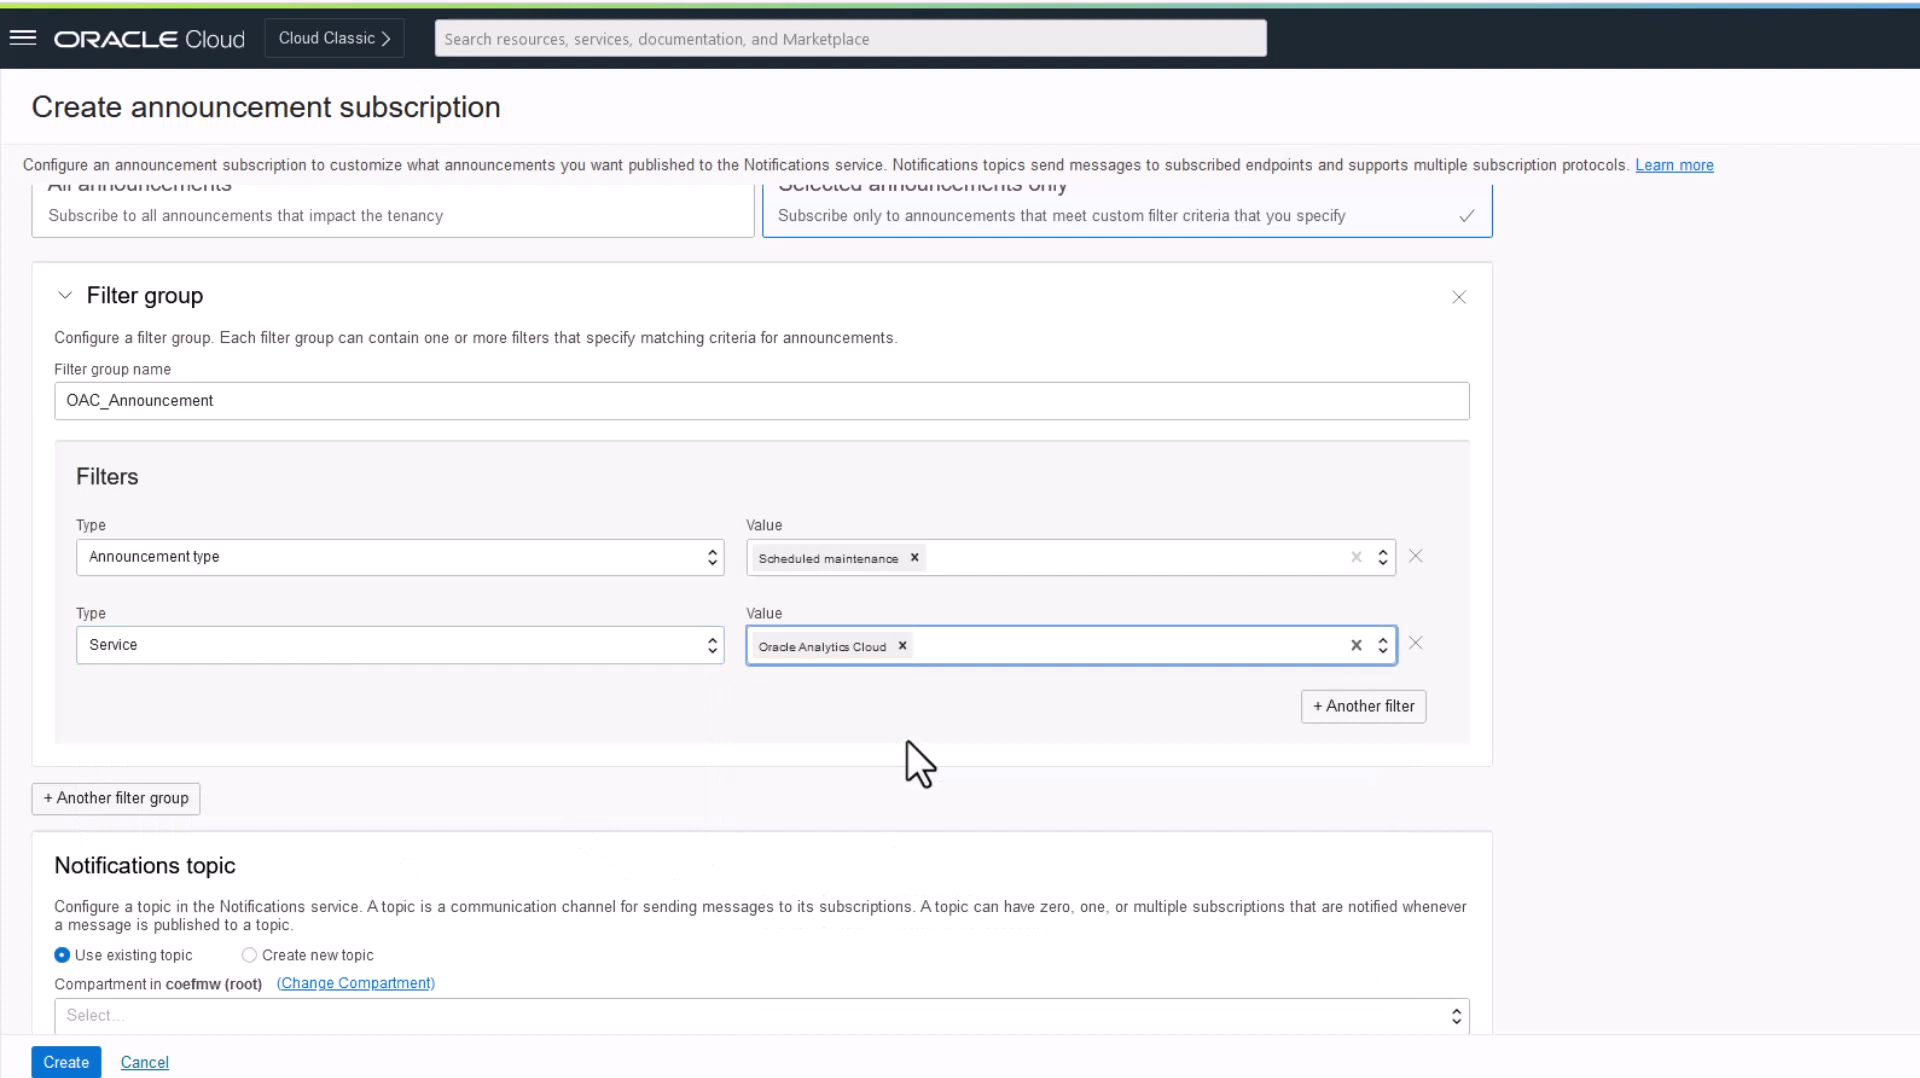 ORACLE Cloud
Cloud Classic
Search resources, services, documentation, and Marketplace
Create announcement subscription
Configure an announcement subscription to customize what announcements you want published to the Notifications service. Notifications topics send messages to subscribed endpoints and supports multiple subscription protocols. Learn more
All announcements
Subscribe to all announcements that impact the tenancy
Selected announcements only
Subscribe only to announcements that meet custom filter criteria that you specify
Filter group
Configure a filter group. Each filter group can contain one or more filters that specify matching criteria for announcements.
Filter group name
OAC_Announcement
Filters
Type
Value
Announcement type
Scheduled maintenance
Type
Value
Service
Oracle Analytics Cloud
+ Another filter
+ Another filter group
Notifications topic
Configure a topic in the Notifications service. A topic is a communication channel for sending messages to its subscriptions. A topic can have zero, one, or multiple subscriptions that are notified whenever
a message is published to a topic.
Use existing topic
Create new topic
Compartment in coefmw (root) (Change Compartment)
Select...
Create
Cancel